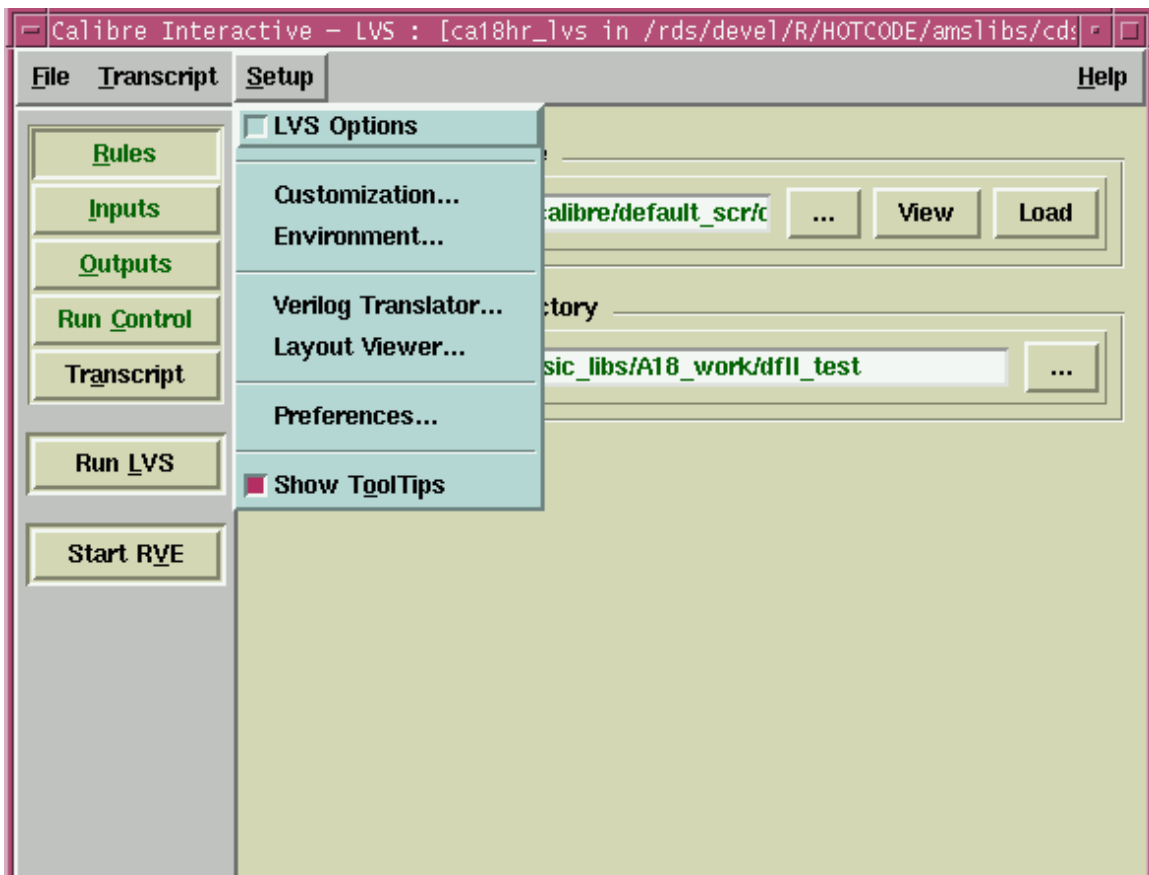 Calibre Interactive - LVS : [ca18hr_lvs in /rds/devel/R/HOTCODE/amslibs/cds
File Transcript Setup Help
Rules
Inputs
Outputs
Run Control
Transcript
Run LVS
Start RVE
LVS Options
Customization...
Environment...
Verilog Translator...
Layout Viewer...
Preferences...
Show ToolTips
calibre/default_scr/c ... View Load
sic_libs/A18_work/dfII_test ...